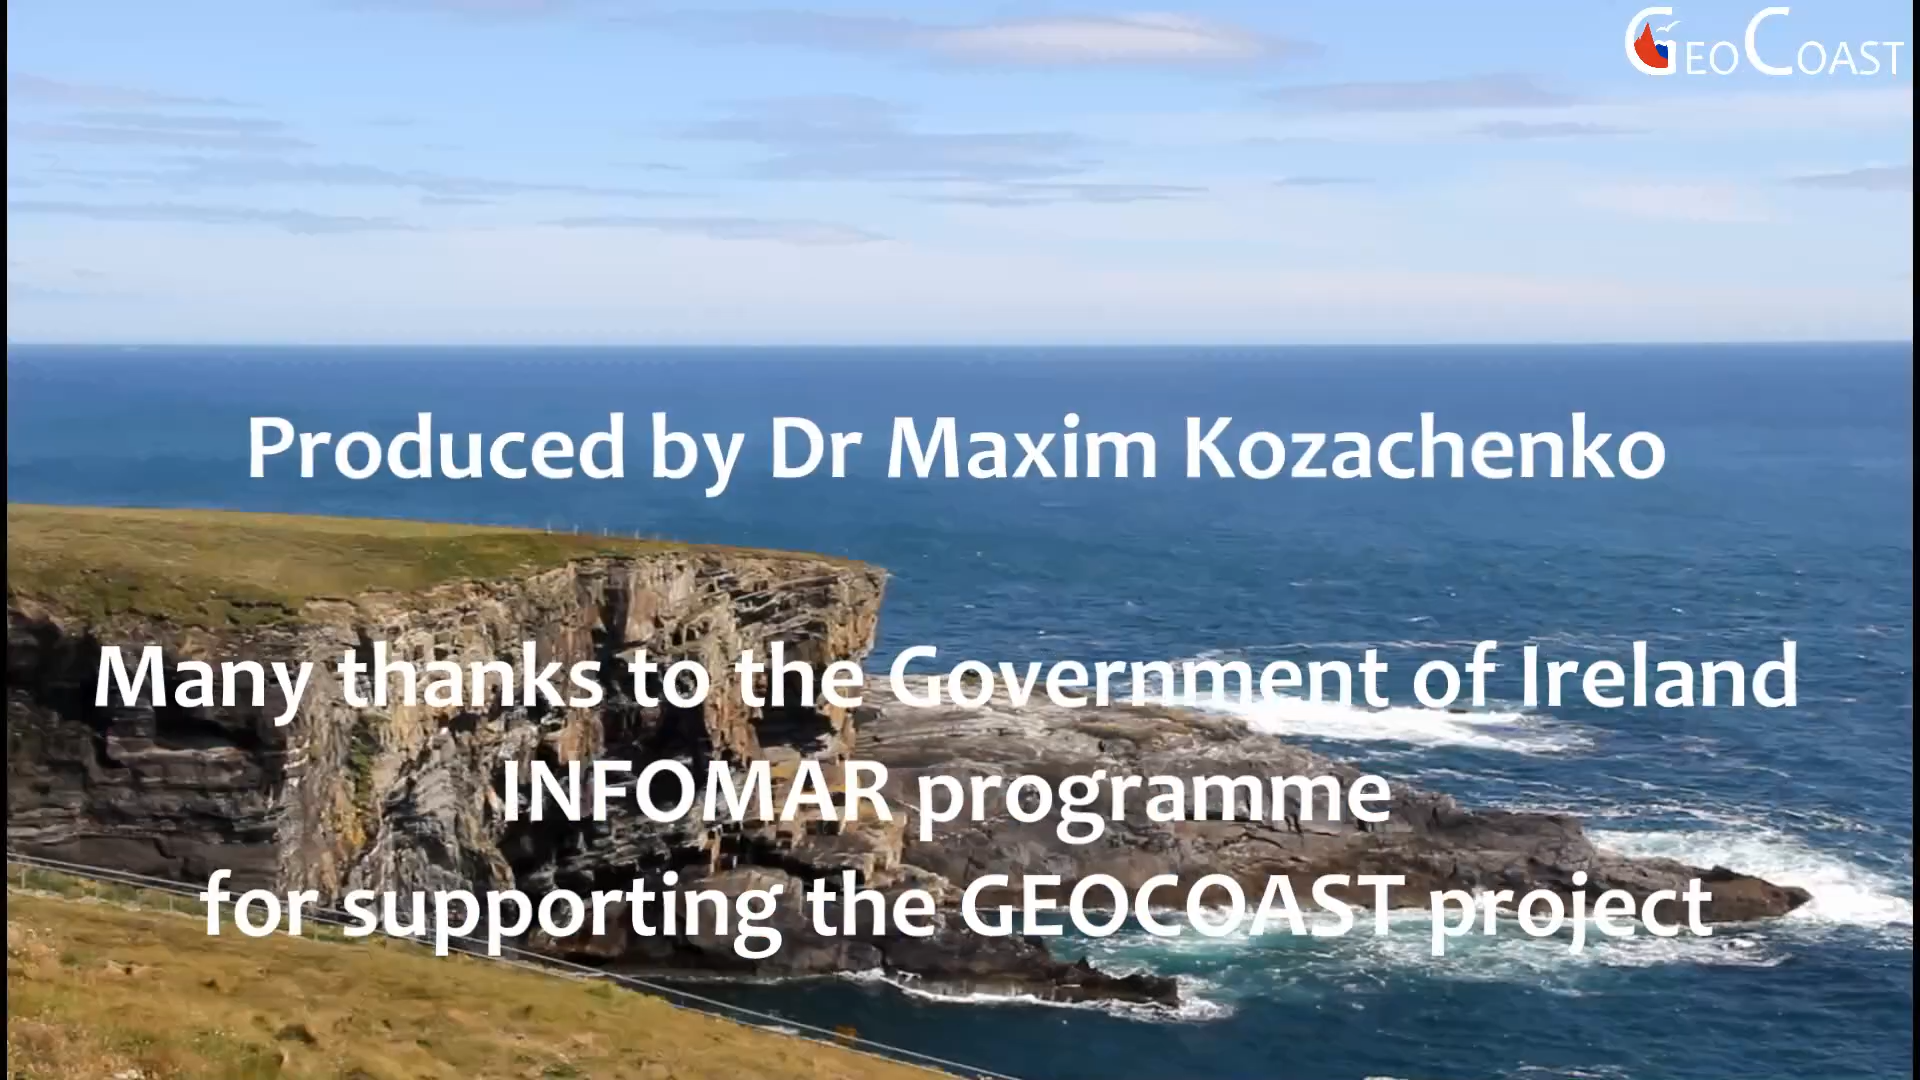 GEOCOAST
Produced by Dr Maxim Kozachenko
Many thanks to the Government of Ireland
INFOMAR programme
for supporting the GEOCOAST project